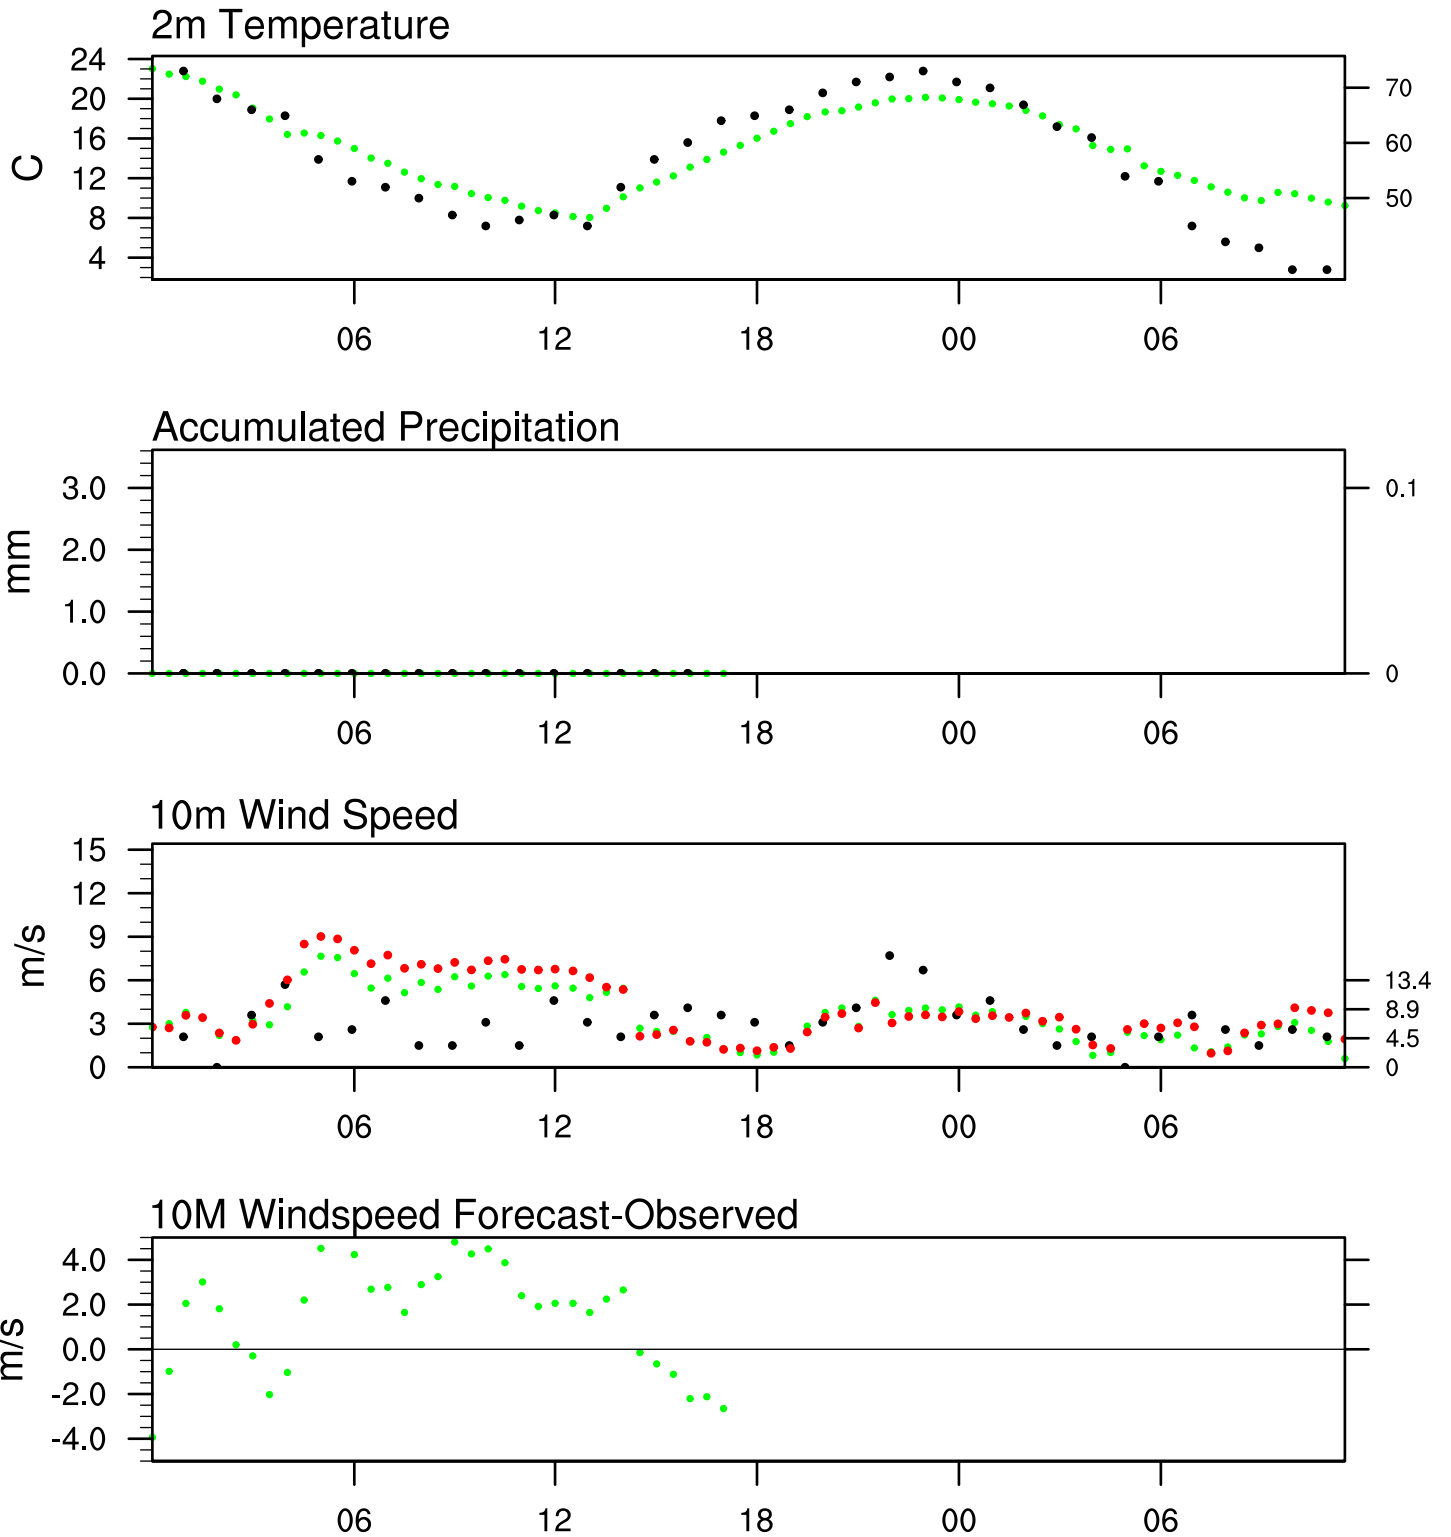 2m Temperature
24
20
16
12
8
4
C
70
60
50
06 12 18 00 06
Accumulated Precipitation
3.0
2.0
1.0
0.0
mm
0.1
0
06 12 18 00 06
10m Wind Speed
15
12
9
6
3
0
m/s
13.4
8.9
4.5
0
06 12 18 00 06
10M Windspeed Forecast-Observed
4.0
2.0
0.0
-2.0
-4.0
m/s
06 12 18 00 06